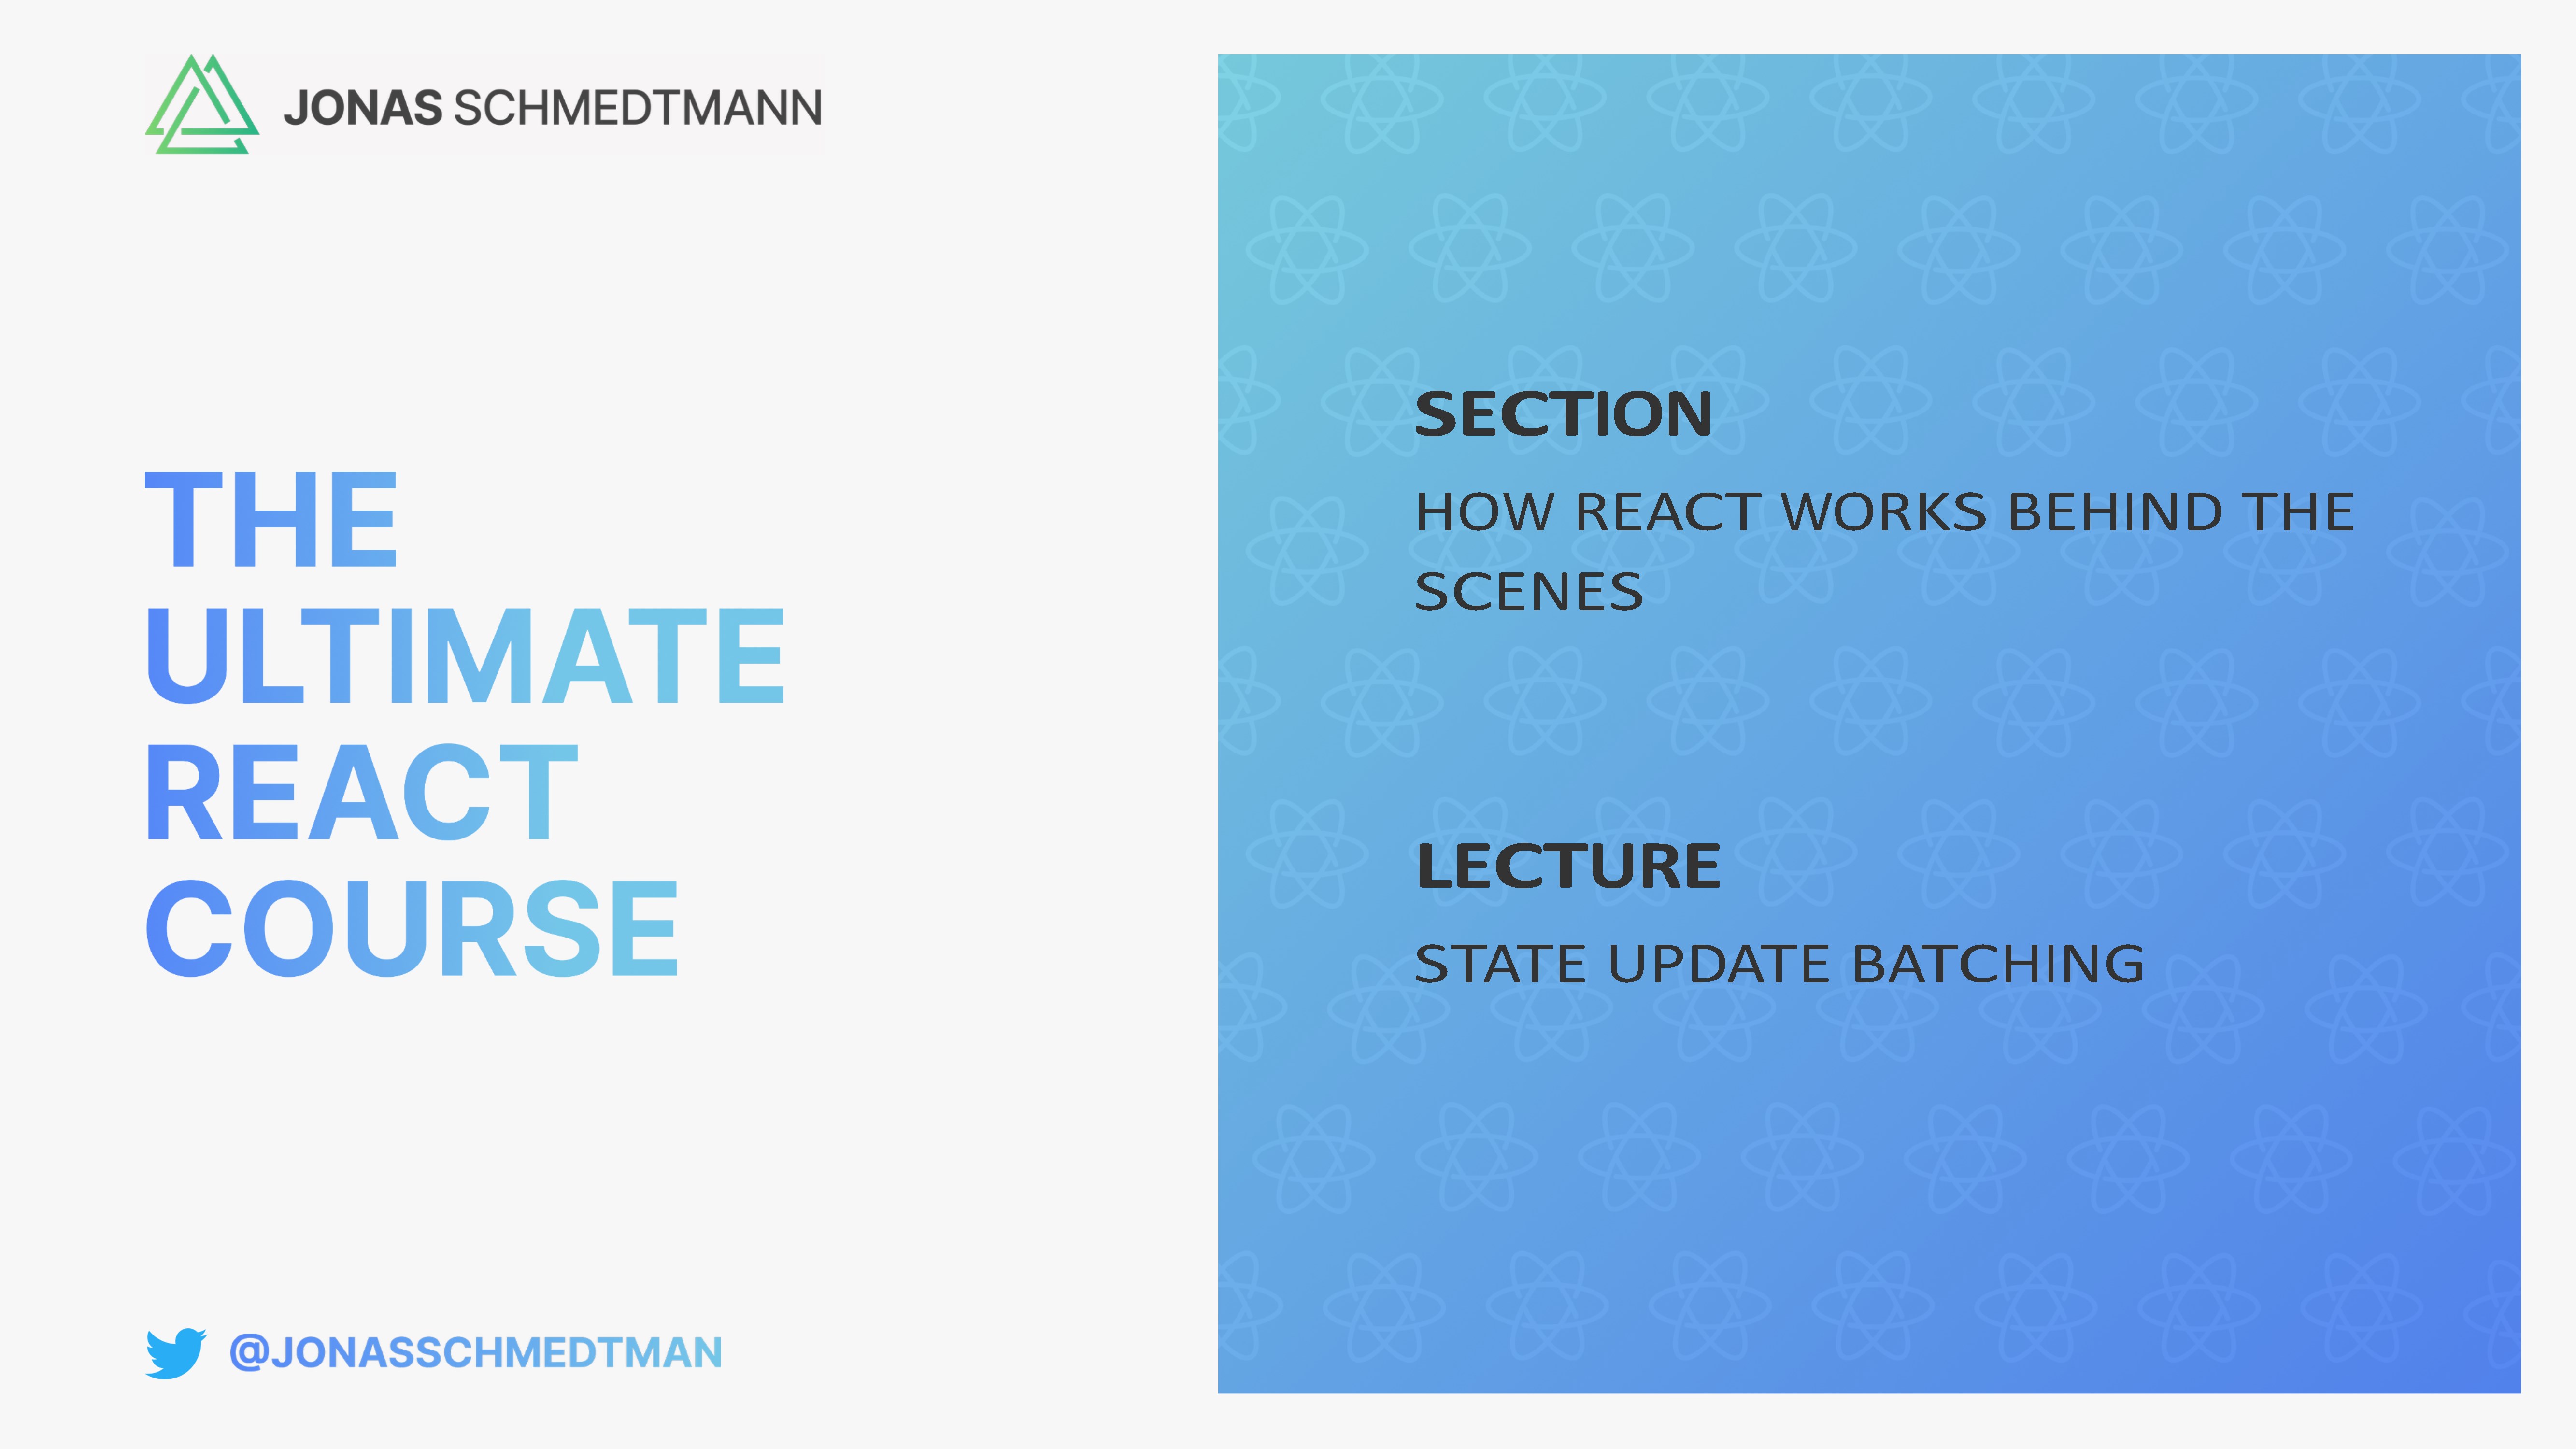 JONAS SCHMEDTMANN
THE
ULTIMATE
REACT
COURSE
@JONASSCHMEDTMAN
SECTION
HOW REACT WORKS BEHIND THE
SCENES
LECTURE
STATE UPDATE BATCHING